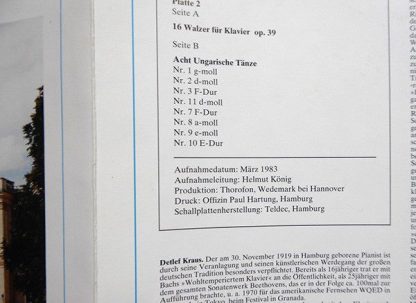 Platte 2
Seite A
16 Walzer für Klavier op. 39
Seite B
Acht Ungarische Tänze
Nr. 1 g-moll
Nr. 2 d-moll
Nr. 3 F-Dur
Nr. 11 d-moll
Nr. 7 F-Dur
Nr. 8 a-moll
Nr. 9 e-moll
Nr. 10 E-Dur
Aufnahmedatum: März 1983
Aufnahmeleitung: Helmut König
Produktion: Thorofon, Wedemark bei Hannover
Druck: Offizin Paul Hartung, Hamburg
Schallplattenherstellung: Teldec, Hamburg
Detlef Kraus. Der am 30. November 1919 in Hamburg geborene Pianist ist
durch seine Veranlagung und seinen künstlerischen Werdegang der großen
deutschen Tradition besonders verpflichtet. Bereits als 16jähriger trat er mit
Bachs »Wohltemperiertem Klavier« an die Öffentlichkeit, als 25jähriger mit
dem gesamten Sonatenwerk Beethovens, das er in der Folge ca. 100mal zur
Aufführung brachte, u. a. 1970 für das amerikanische Fernsehen WQED in
Tokyo beim Festival in Granada.